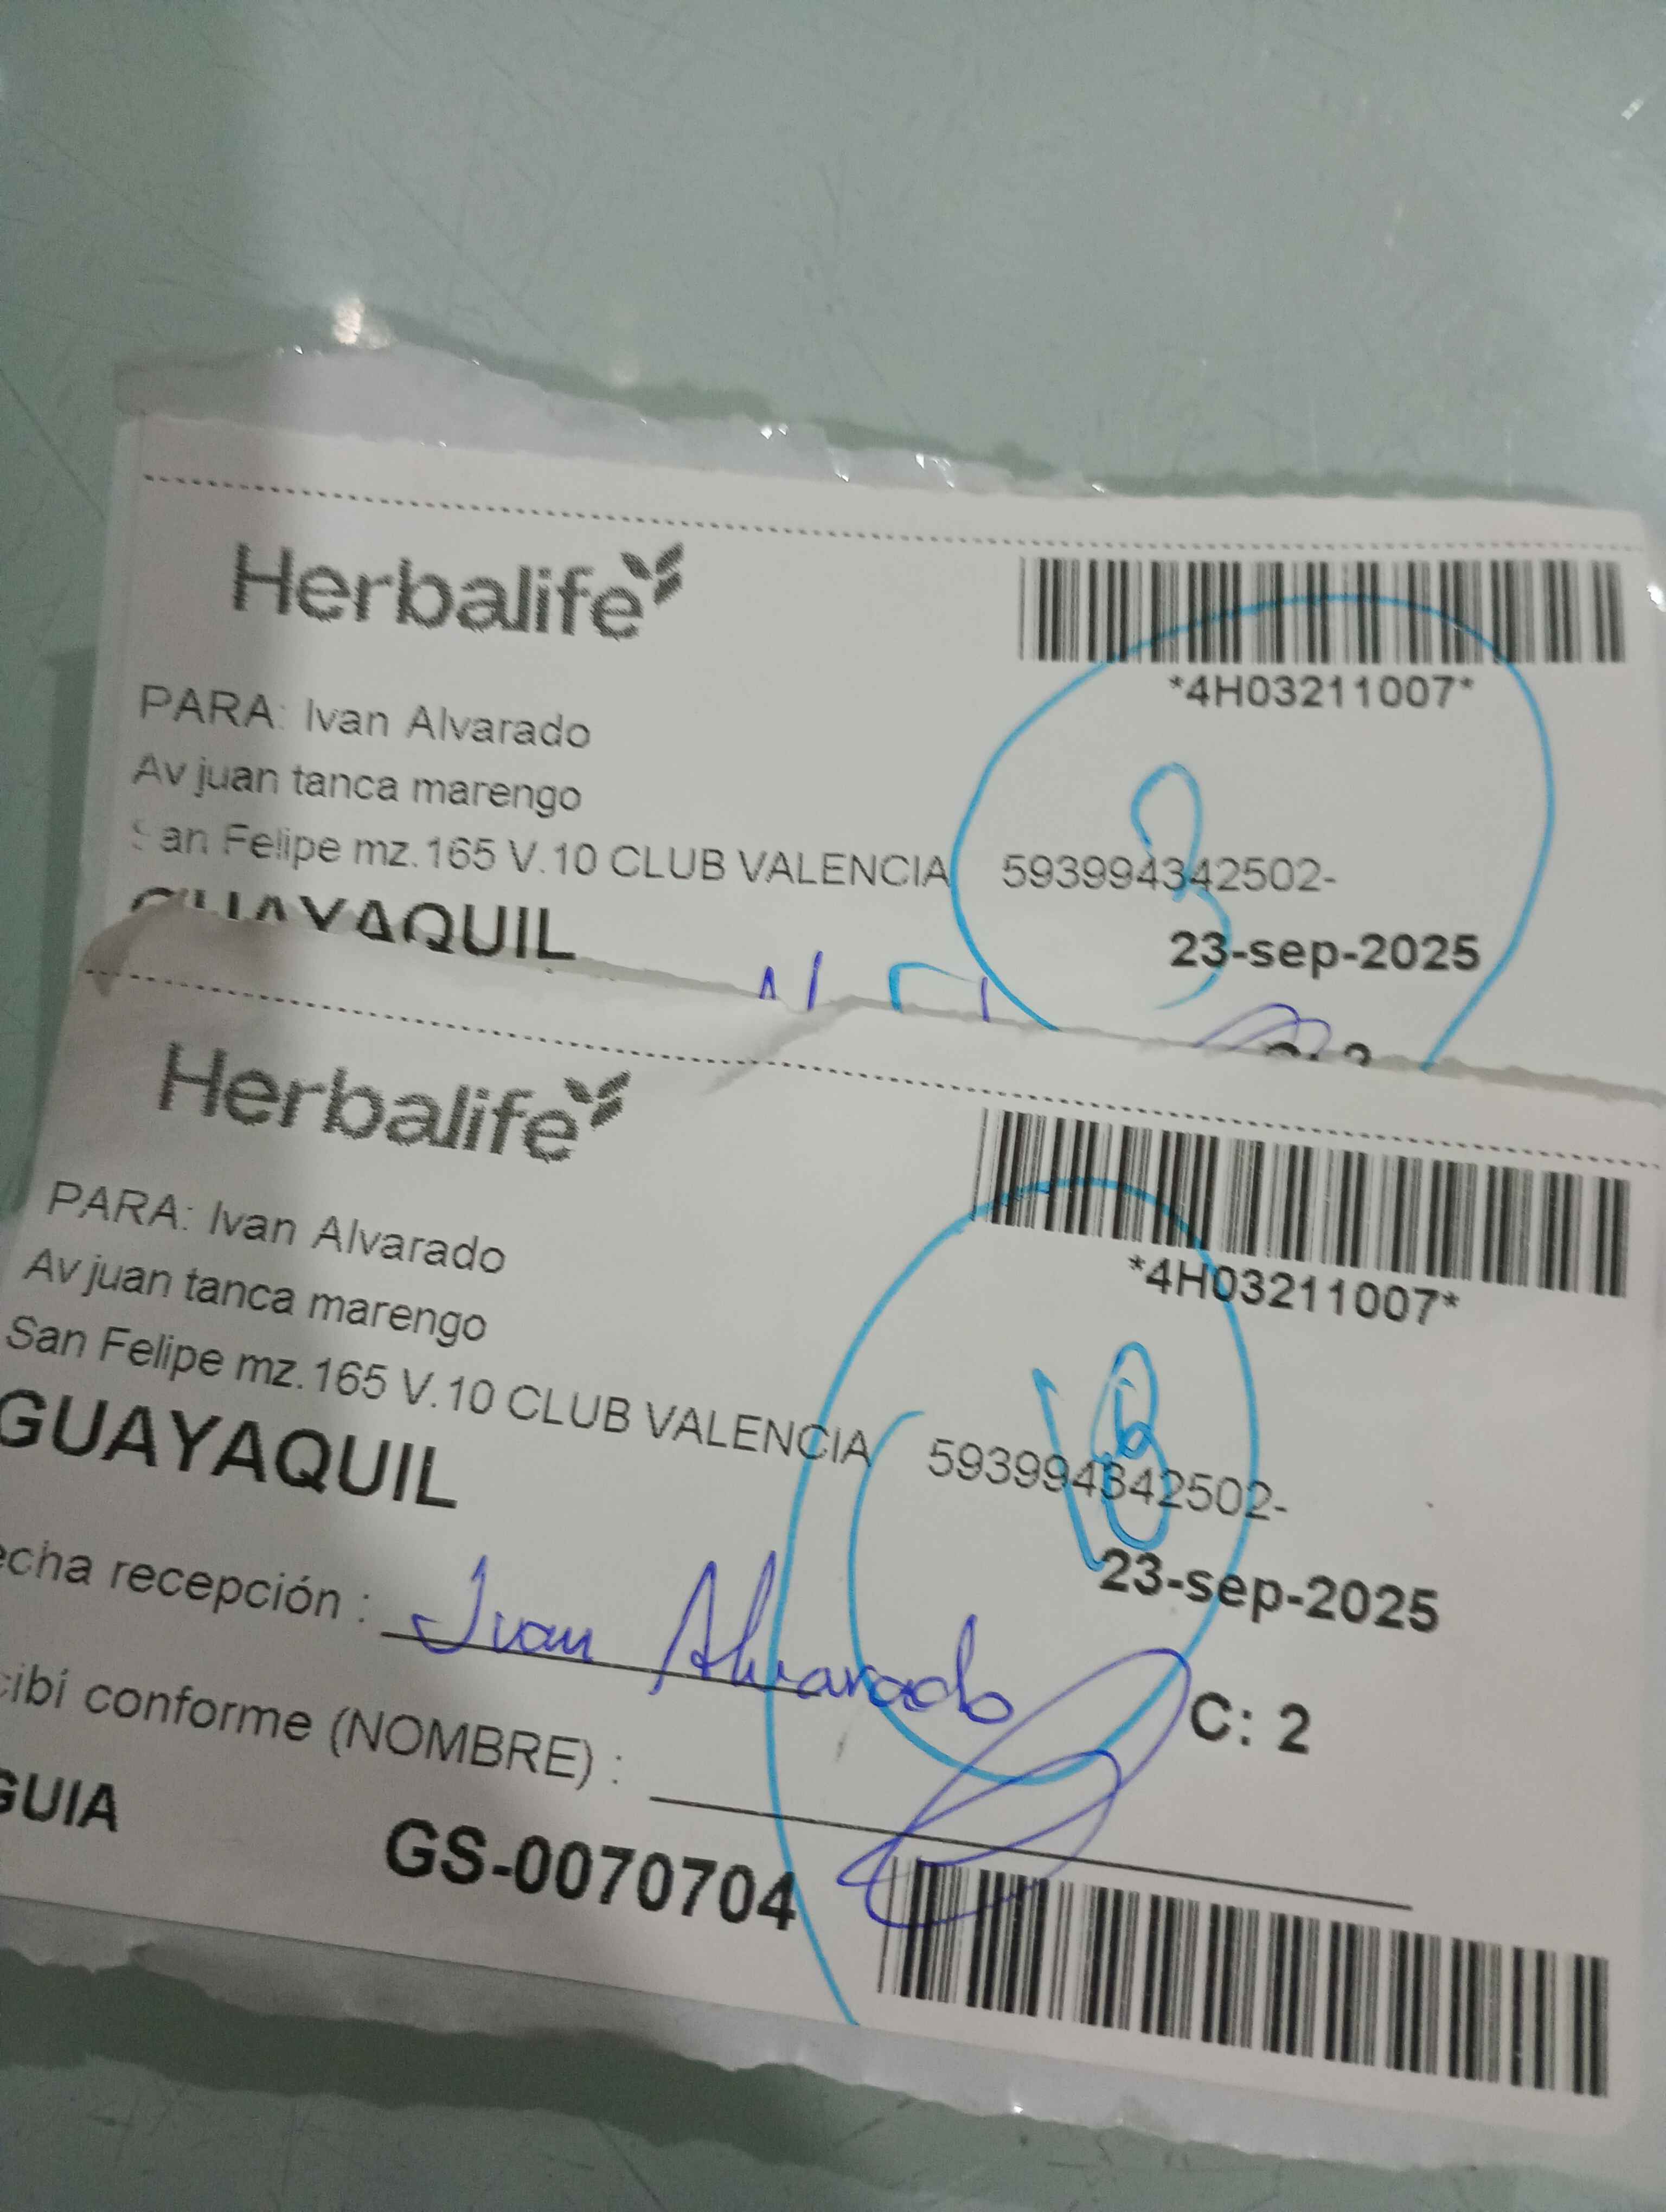 Herbalife
*4H03211007*
PARA: Ivan Alvarado
Av juan tanca marengo
San Felipe mz.165 V.10 CLUB VALENCIA 593994342502-
GUAYAQUIL
23-sep-2025
Herbalife
*4H03211007*
PARA: Ivan Alvarado
Av juan tanca marengo
San Felipe mz.165 V.10 CLUB VALENCIA 593994342502-
GUAYAQUIL
23-sep-2025
echa recepción : Ivan Alvarado
C: 2
cibí conforme (NOMBRE) :
GUIA GS-0070704